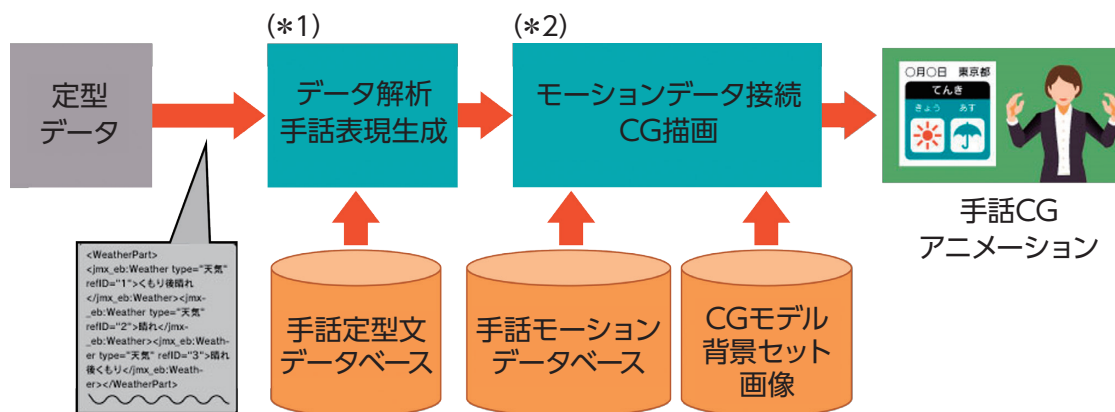 (*1)
(*2)
定型
データ
データ解析
手話表現生成
モーションデータ接続
CG描画
○月○日 東京都
てんき
きょう あす
手話CG
アニメーション
<WeatherPart>
<jmx_eb:Weather type="天気"
refID="1">くもり後晴れ
</jmx_eb:Weather><jmx-
_eb:Weather type="天気"
refID="2">晴れ</jmx-
_eb:Weather><jmx_eb:Weath-
er type="天気" refID="3">晴れ
後くもり</jmx_eb:Weath-
er></WeatherPart>
手話定型文
データベース
手話モーション
データベース
CGモデル
背景セット
画像